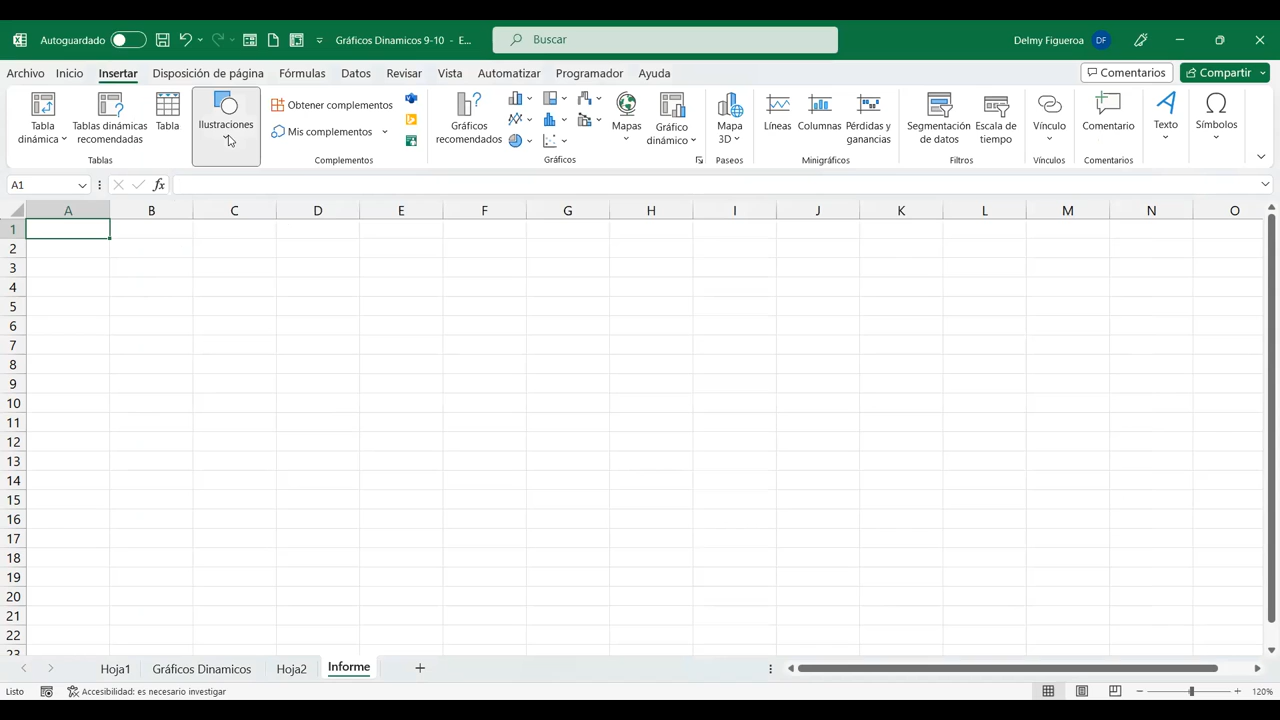 Autoguardado
Gráficos Dinamicos 9-10 - E...
Buscar
Delmy Figueroa
DF
Archivo Inicio Insertar Disposición de página Fórmulas Datos Revisar Vista Automatizar Programador Ayuda
Comentarios
Compartir
Tabla dinámica
Tablas dinámicas recomendadas
Tabla
Tablas
Ilustraciones
Obtener complementos
Mis complementos
Complementos
Gráficos recomendados
Mapas
Gráfico dinámico
Gráficos
Mapa 3D
Paseos
Líneas
Columnas
Pérdidas y ganancias
Minigráficos
Segmentación de datos
Escala de tiempo
Filtros
Vínculo
Vínculos
Comentario
Comentarios
Texto
Símbolos
A1
fx
A B C D E F G H I J K L M N O
1
2
3
4
5
6
7
8
9
10
11
12
13
14
15
16
17
18
19
20
21
22
23
Hoja1 Gráficos Dinamicos Hoja2 Informe
Listo
Accesibilidad: es necesario investigar
120%